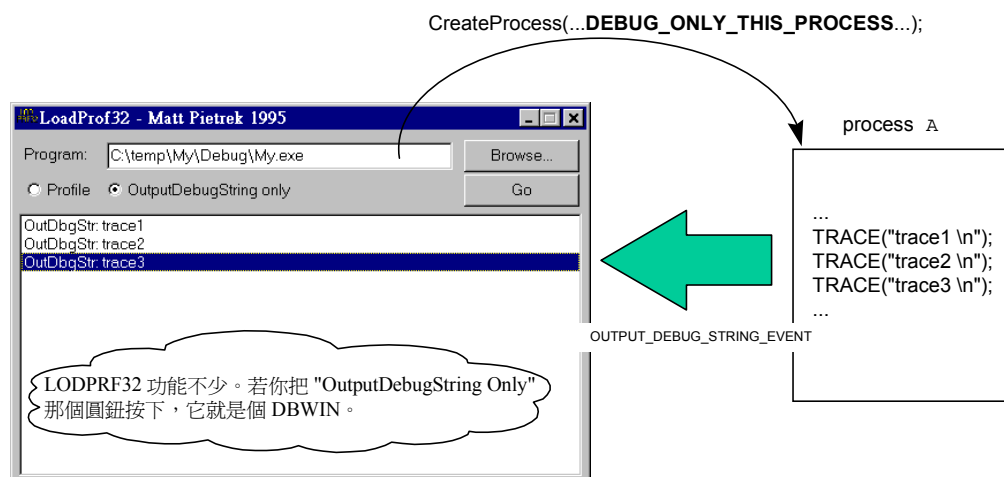 CreateProcess(...DEBUG_ONLY_THIS_PROCESS...);
LoadProf32 - Matt Pietrek 1995
Program:
C:\temp\My\Debug\My.exe
Browse...
Profile
OutputDebugString only
Go
OutDbgStr: trace1
OutDbgStr: trace2
OutDbgStr: trace3
LODPRF32 功能不少。若你把 "OutputDebugString Only"
那個圓鈕按下,它就是個 DBWIN。
OUTPUT_DEBUG_STRING_EVENT
process A
...
TRACE("trace1 \n");
TRACE("trace2 \n");
TRACE("trace3 \n");
...